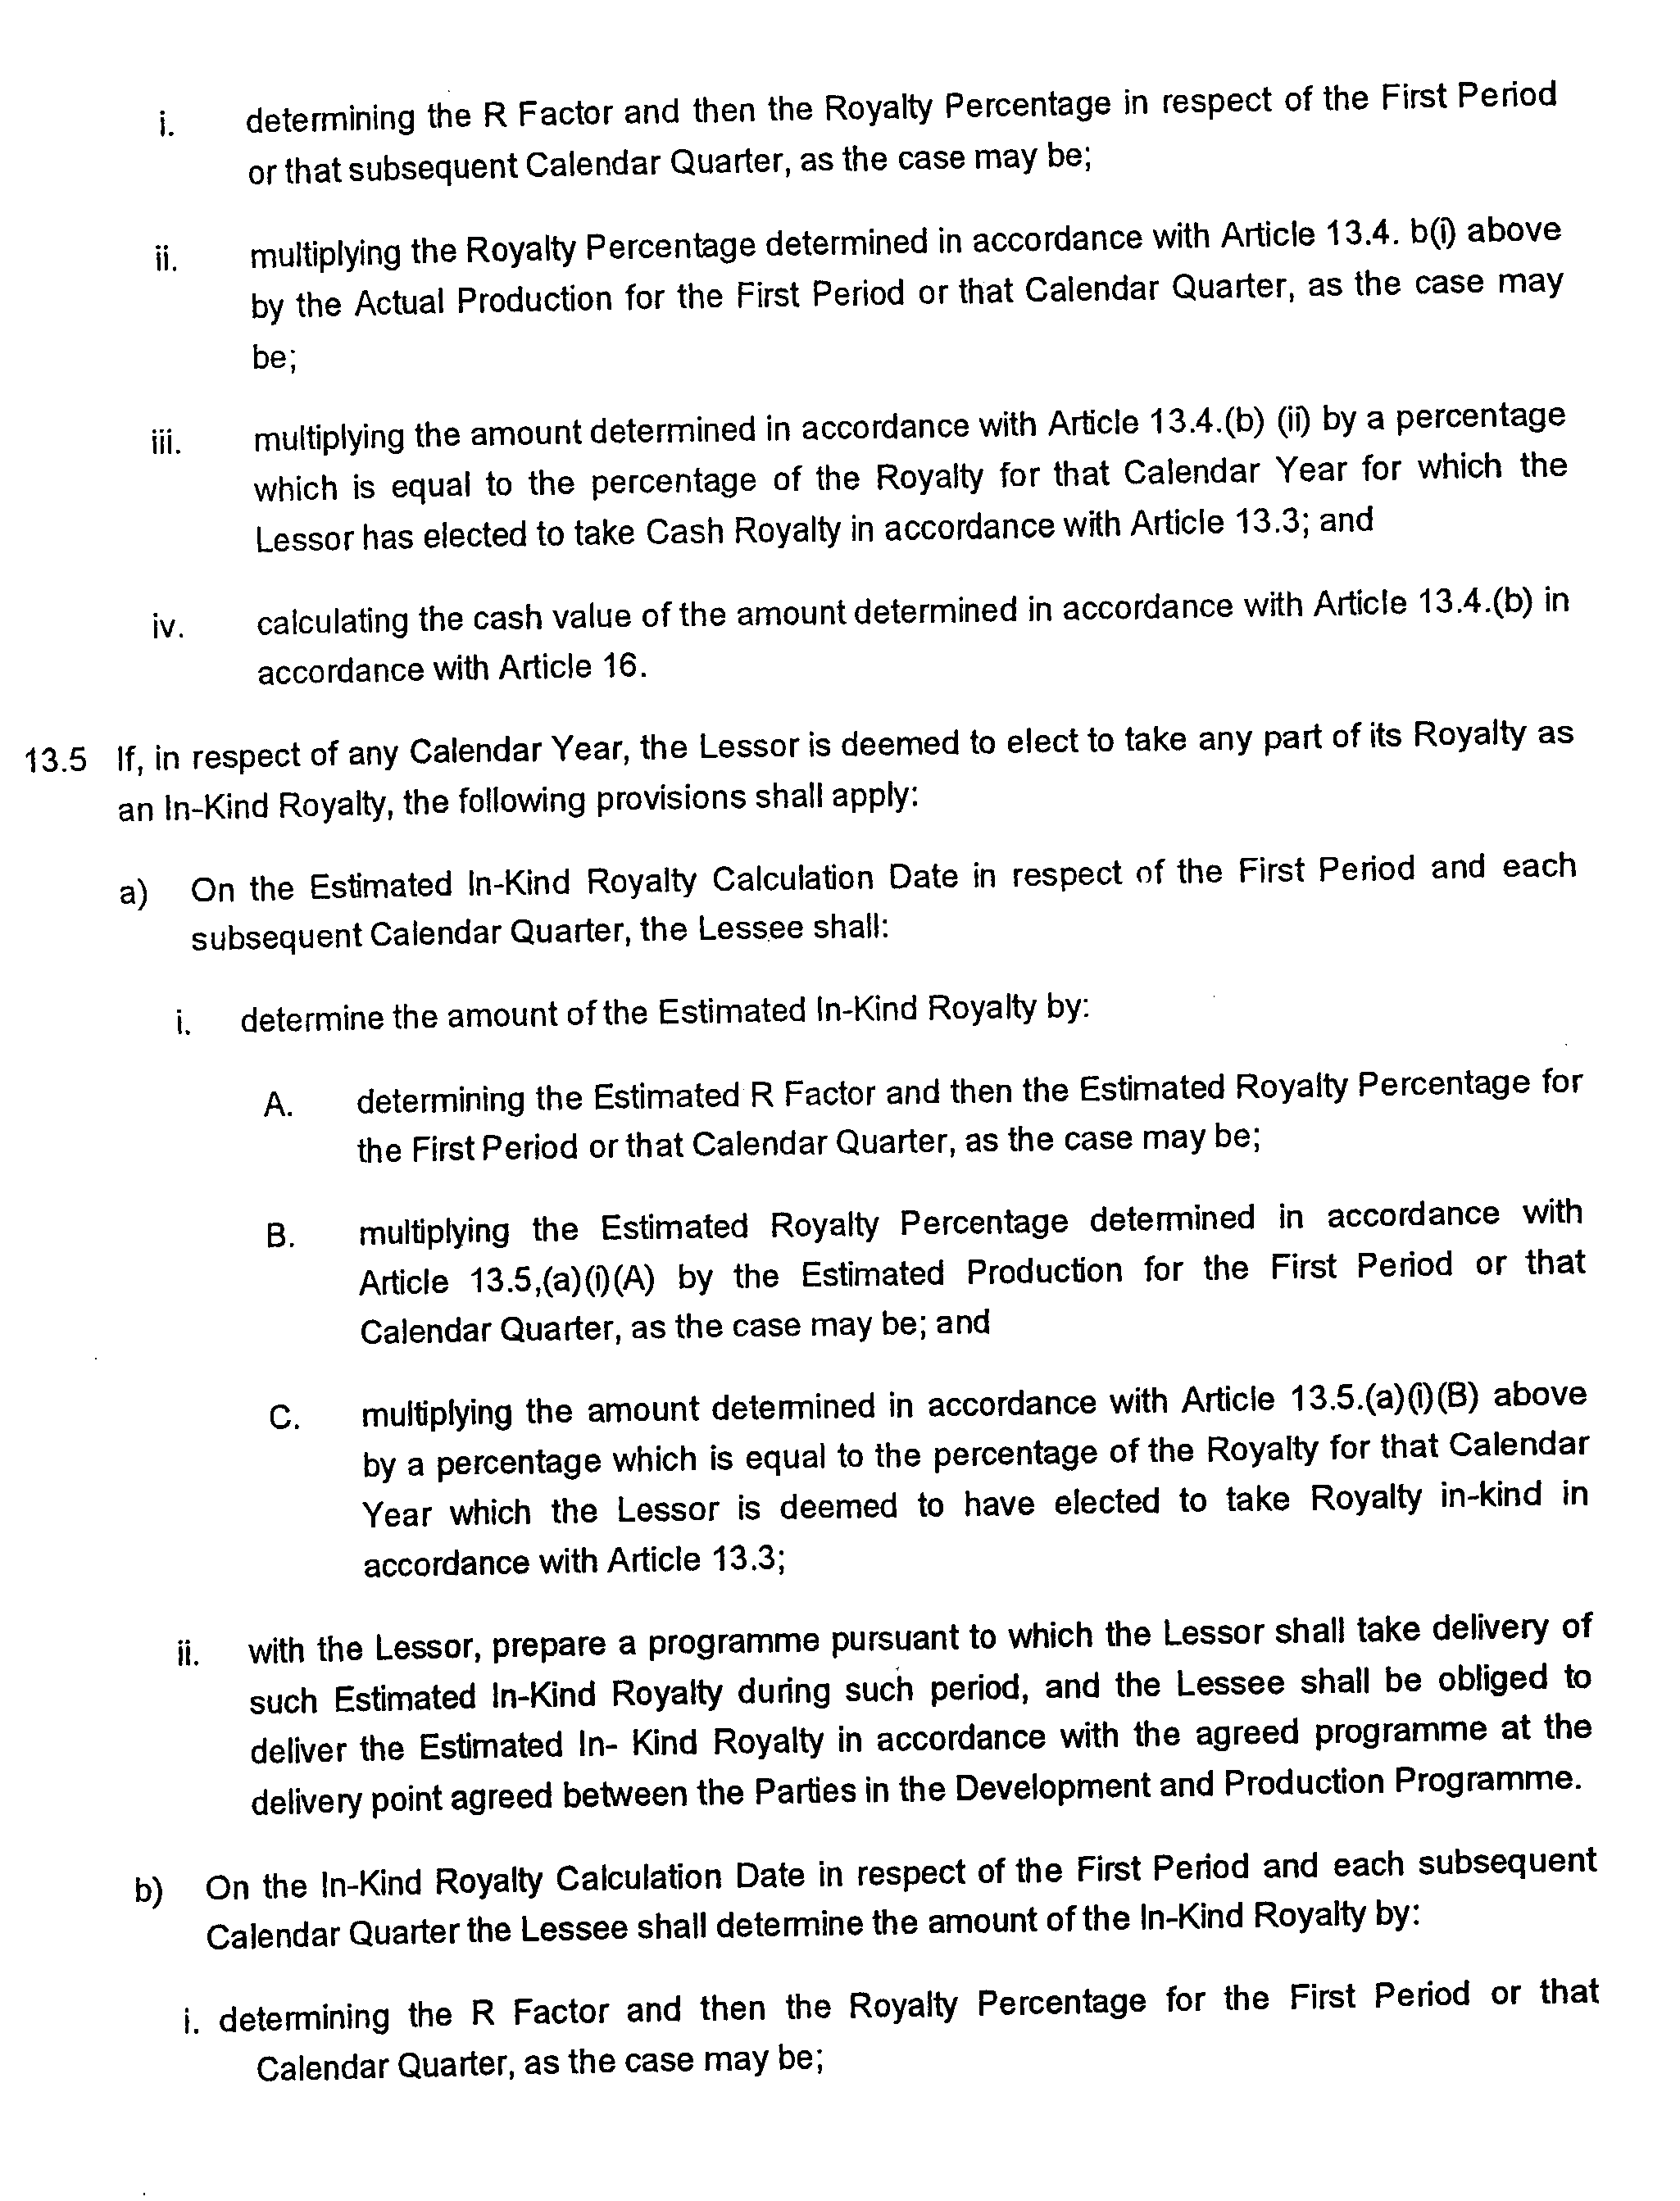 i. determining the R Factor and then the Royalty Percentage in respect of the First Period
or that subsequent Calendar Quarter, as the case may be;
ii. multiplying the Royalty Percentage determined in accordance with Article 13.4. b(i) above
by the Actual Production for the First Period or that Calendar Quarter, as the case may
be;
iii. multiplying the amount determined in accordance with Article 13.4.(b) (ii) by a percentage
which is equal to the percentage of the Royalty for that Calendar Year for which the
Lessor has elected to take Cash Royalty in accordance with Article 13.3; and
iv. calculating the cash value of the amount determined in accordance with Article 13.4.(b) in
accordance with Article 16.
13.5 If, in respect of any Calendar Year, the Lessor is deemed to elect to take any part of its Royalty as
an In-Kind Royalty, the following provisions shall apply:
a) On the Estimated In-Kind Royalty Calculation Date in respect of the First Period and each
subsequent Calendar Quarter, the Lessee shall:
i. determine the amount of the Estimated In-Kind Royalty by:
A. determining the Estimated R Factor and then the Estimated Royalty Percentage for
the First Period or that Calendar Quarter, as the case may be;
B. multiplying the Estimated Royalty Percentage determined in accordance with
Article 13.5,(a)(i)(A) by the Estimated Production for the First Period or that
Calendar Quarter, as the case may be; and
C. multiplying the amount determined in accordance with Article 13.5.(a)(i)(B) above
by a percentage which is equal to the percentage of the Royalty for that Calendar
Year which the Lessor is deemed to have elected to take Royalty in-kind in
accordance with Article 13.3;
ii. with the Lessor, prepare a programme pursuant to which the Lessor shall take delivery of
such Estimated In-Kind Royalty during such period, and the Lessee shall be obliged to
deliver the Estimated In- Kind Royalty in accordance with the agreed programme at the
delivery point agreed between the Parties in the Development and Production Programme.
b) On the In-Kind Royalty Calculation Date in respect of the First Period and each subsequent
Calendar Quarter the Lessee shall determine the amount of the In-Kind Royalty by:
i. determining the R Factor and then the Royalty Percentage for the First Period or that
Calendar Quarter, as the case may be;